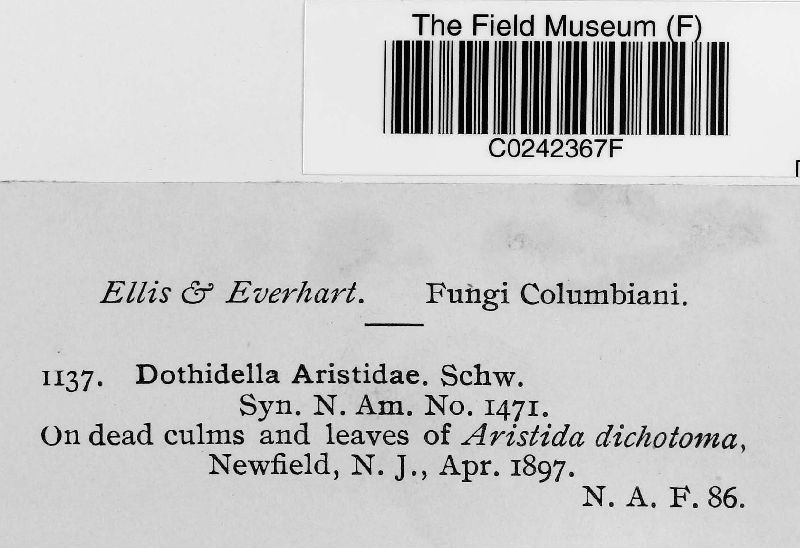 The Field Museum (F)
C0242367F
Ellis & Everhart. Fungi Columbiani.
1137. Dothidella Aristidae. Schw.
Syn. N. Am. No. 1471.
On dead culms and leaves of Aristida dichotoma,
Newfield, N. J., Apr. 1897.
N. A. F. 86.